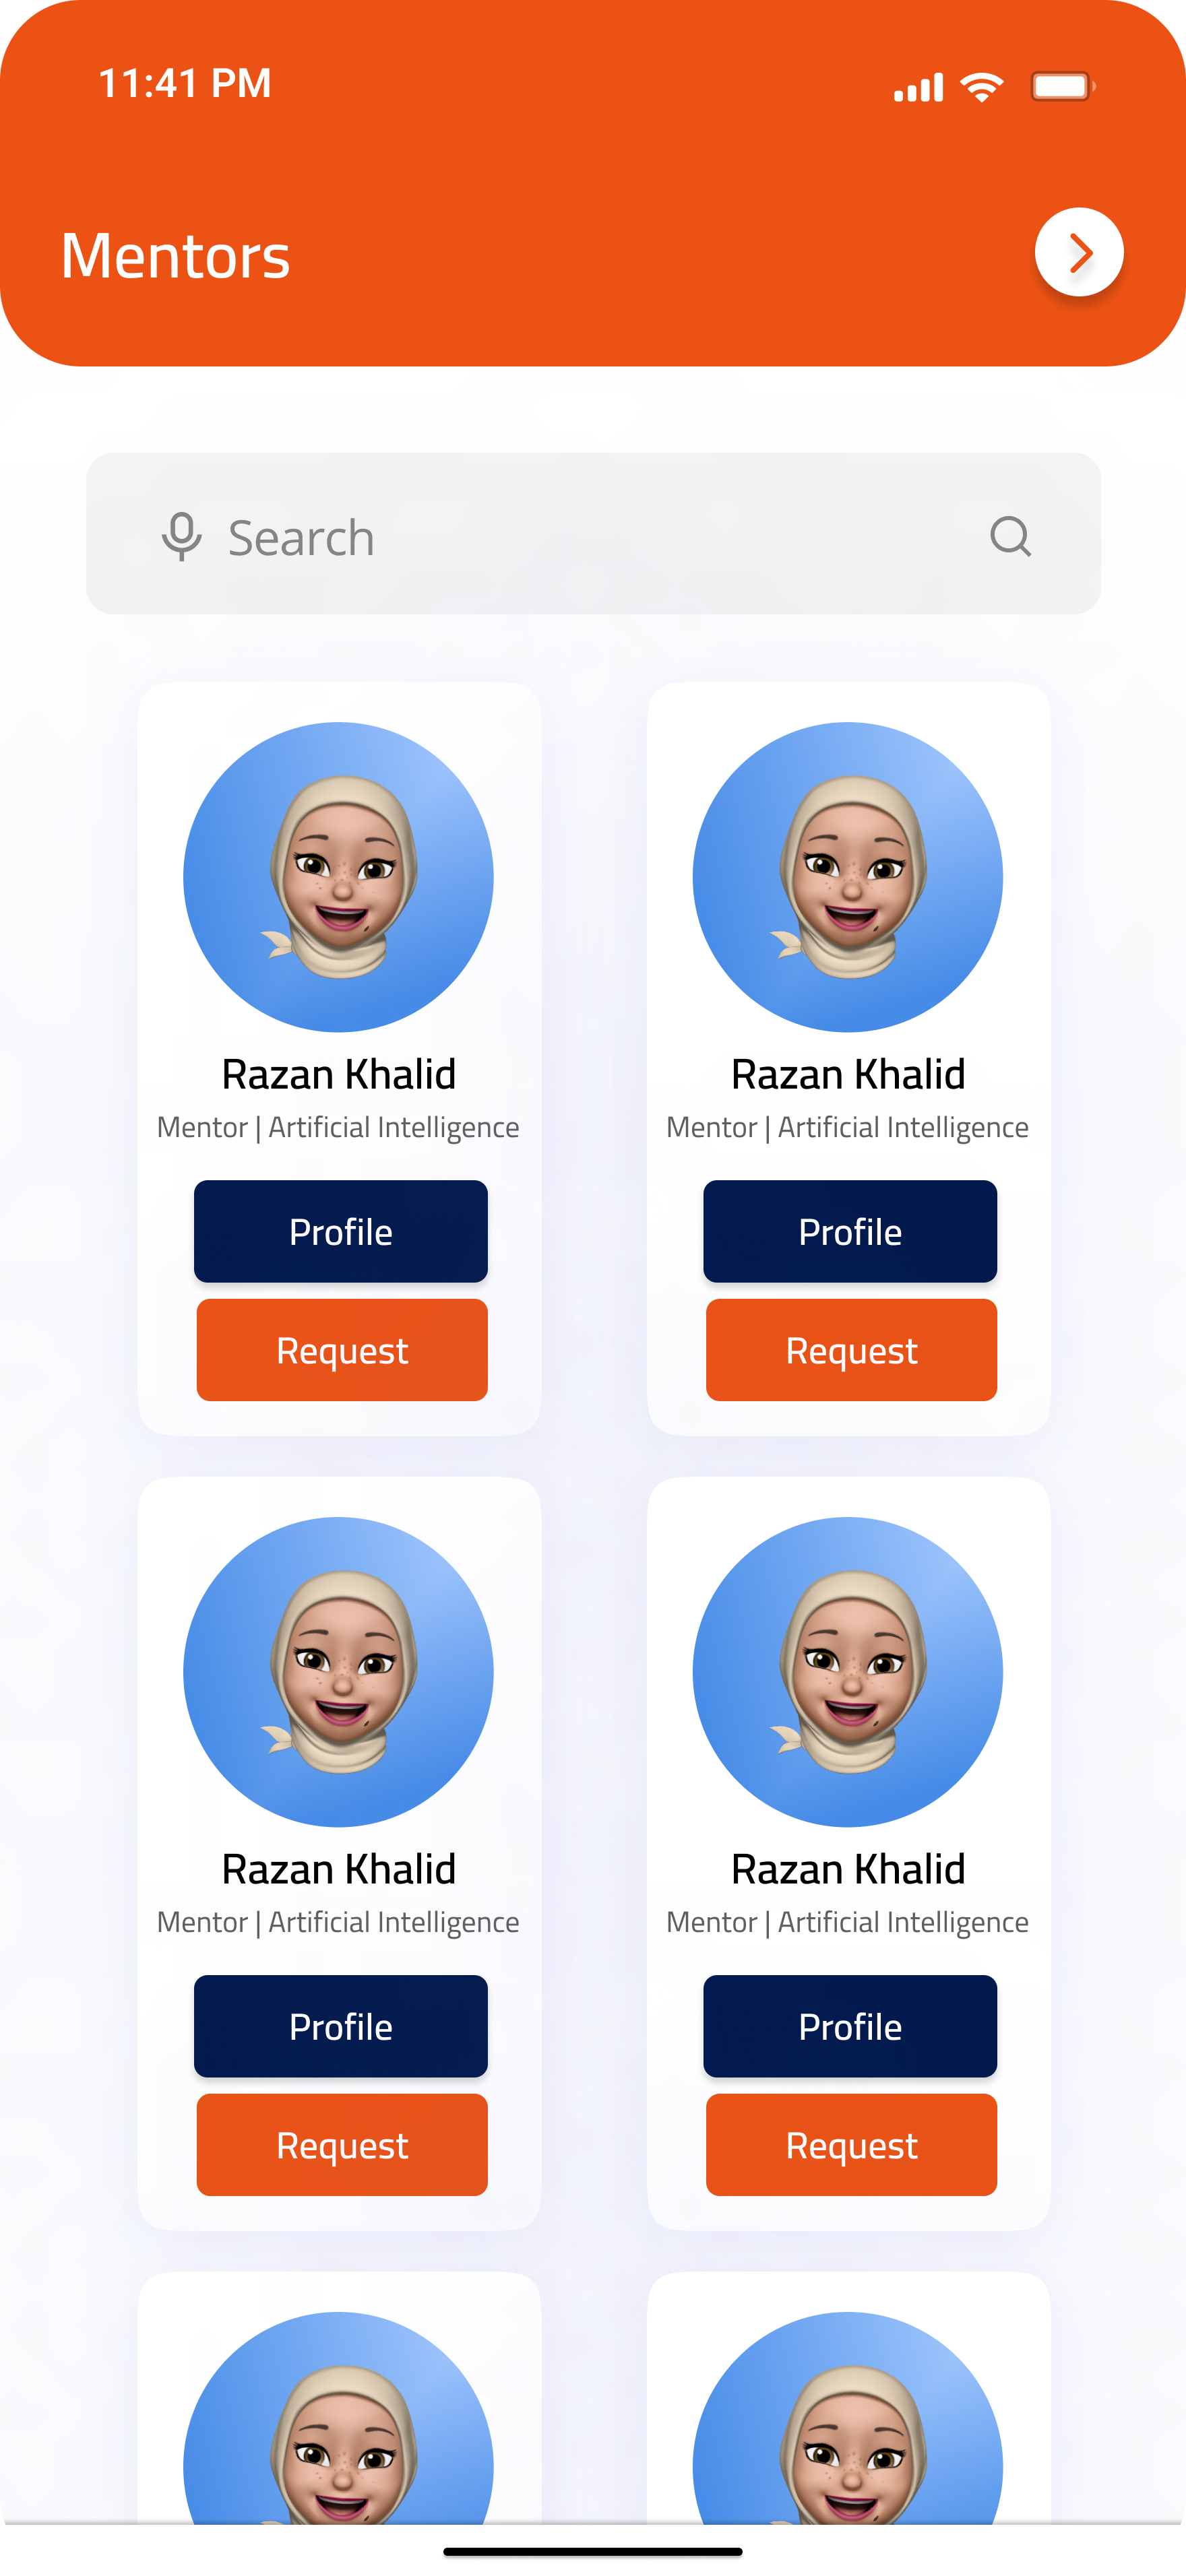 11:41 PM
Mentors
Search
Razan Khalid
Mentor | Artificial Intelligence
Profile
Request
Razan Khalid
Mentor | Artificial Intelligence
Profile
Request
Razan Khalid
Mentor | Artificial Intelligence
Profile
Request
Razan Khalid
Mentor | Artificial Intelligence
Profile
Request